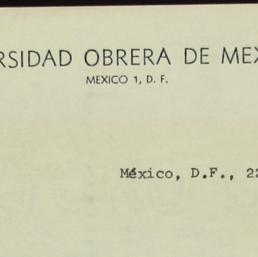 RSIDAD OBRERA DE MEX
MEXICO 1, D. F.
México, D.F., 22